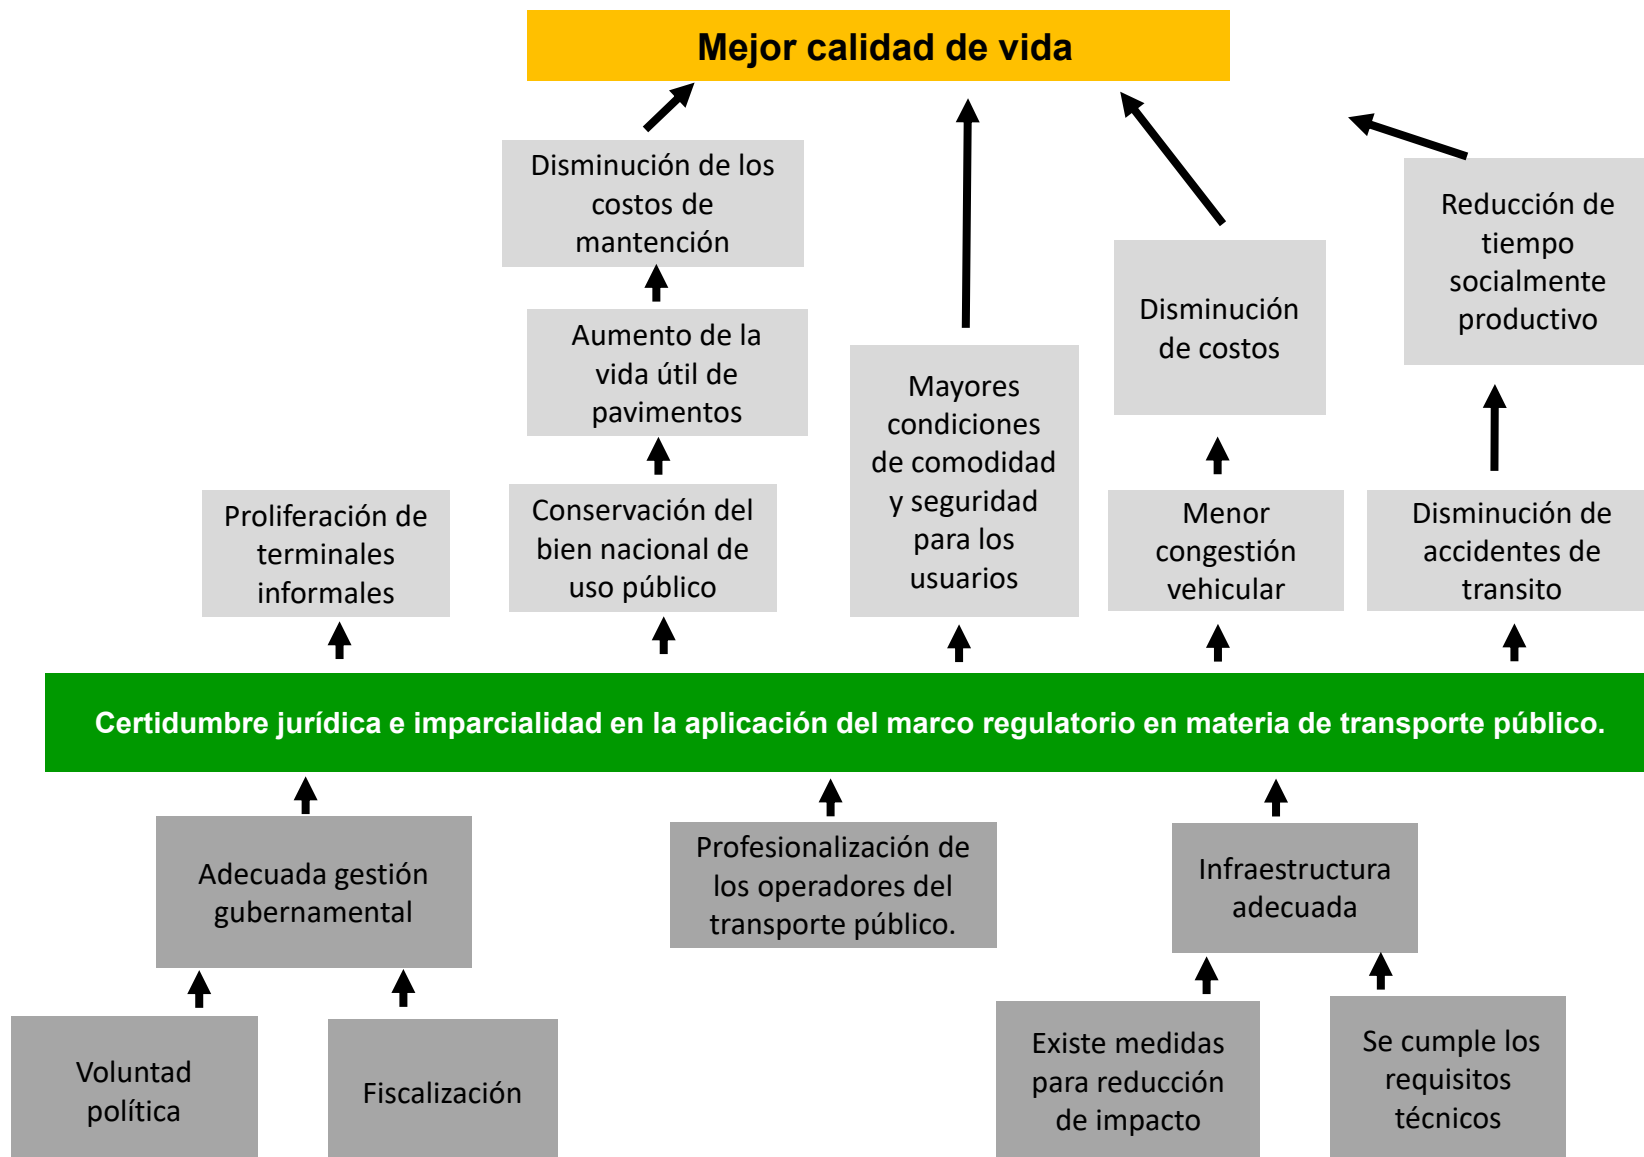 Mejor calidad de vida
Disminución de los
costos de
mantención
Reducción de
tiempo
socialmente
productivo
Disminución
de costos
Aumento de la
vida útil de
pavimentos
Mayores
condiciones
de comodidad
y seguridad
para los
usuarios
Proliferación de
terminales
informales
Conservación del
bien nacional de
uso público
Menor
congestión
vehicular
Disminución de
accidentes de
transito
Certidumbre jurídica e imparcialidad en la aplicación del marco regulatorio en materia de transporte público.
Adecuada gestión
gubernamental
Profesionalización de
los operadores del
transporte público.
Infraestructura
adecuada
Voluntad
política
Fiscalización
Existe medidas
para reducción
de impacto
Se cumple los
requisitos
técnicos